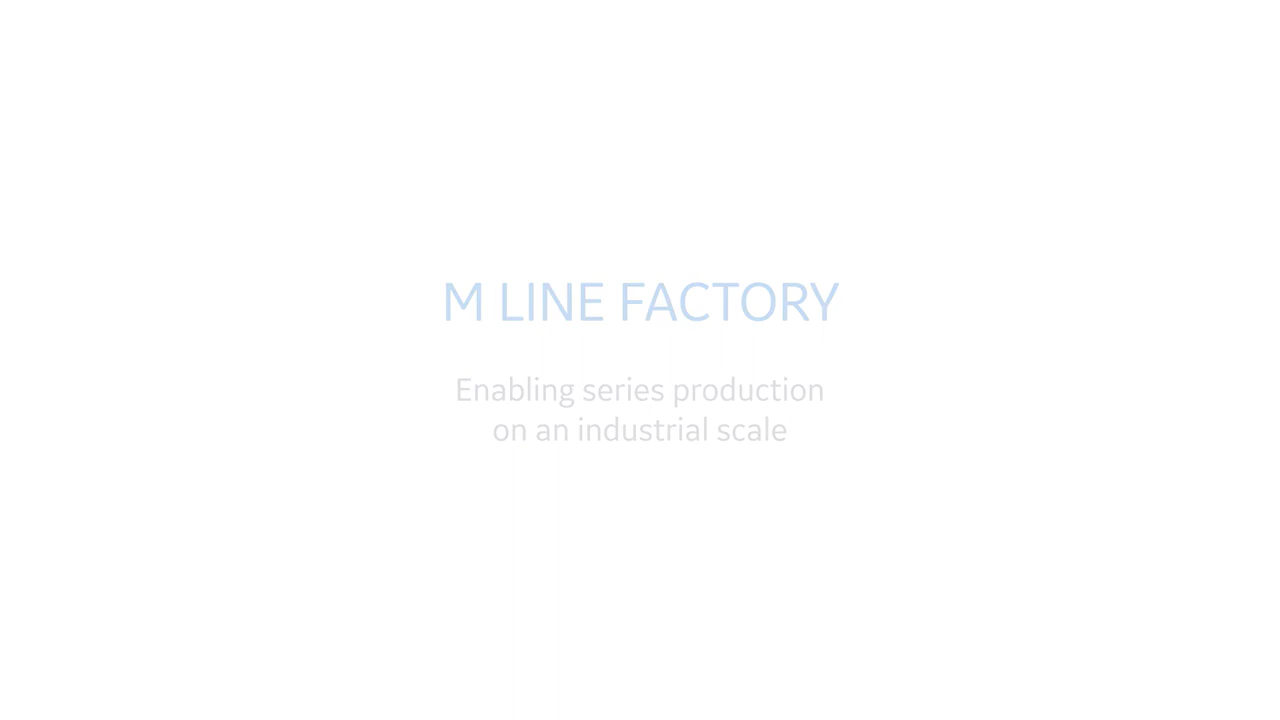 M LINE FACTORY
Enabling series production
on an industrial scale